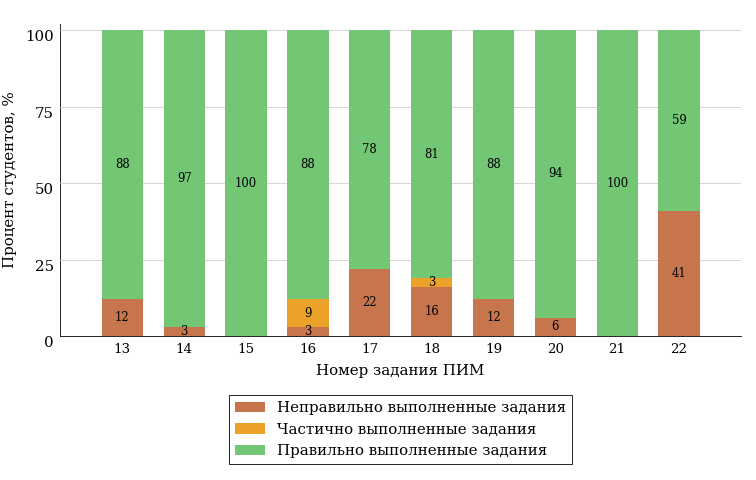 100
75
50
25
0
Процент студентов, %
88 97 100 88 78 81 88 94 100 59
12 3 9 3 22 3 16 12 6 41
13 14 15 16 17 18 19 20 21 22
Номер задания ПИМ
Неправильно выполненные задания
Частично выполненные задания
Правильно выполненные задания